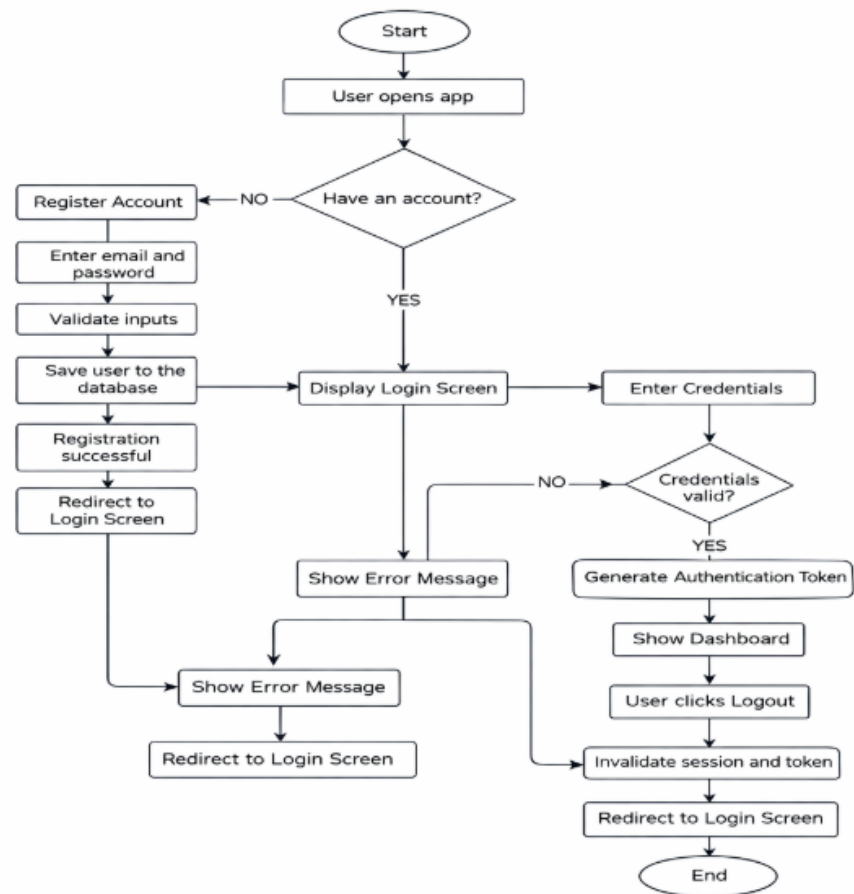 Start
User opens app
Have an account?
NO
Register Account
Enter email and
password
YES
Validate inputs
Save user to the
database
Display Login Screen
Enter Credentials
Registration
successful
Credentials
valid?
NO
Redirect to
Login Screen
YES
Show Error Message
Generate Authentication Token
Show Dashboard
Show Error Message
User clicks Logout
Redirect to Login Screen
Invalidate session and token
Redirect to Login Screen
End